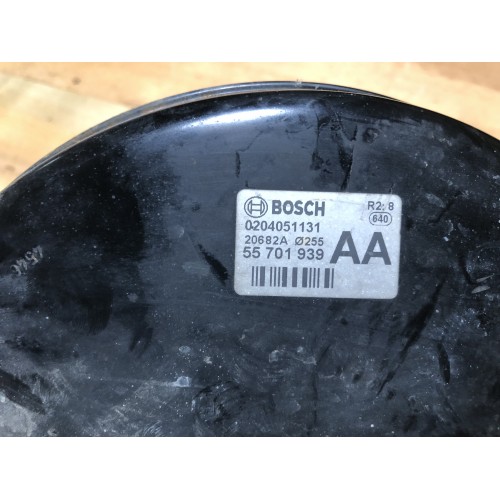 BOSCH R2; 8
0204051131 640
20682A Ø255
55 701 939 AA